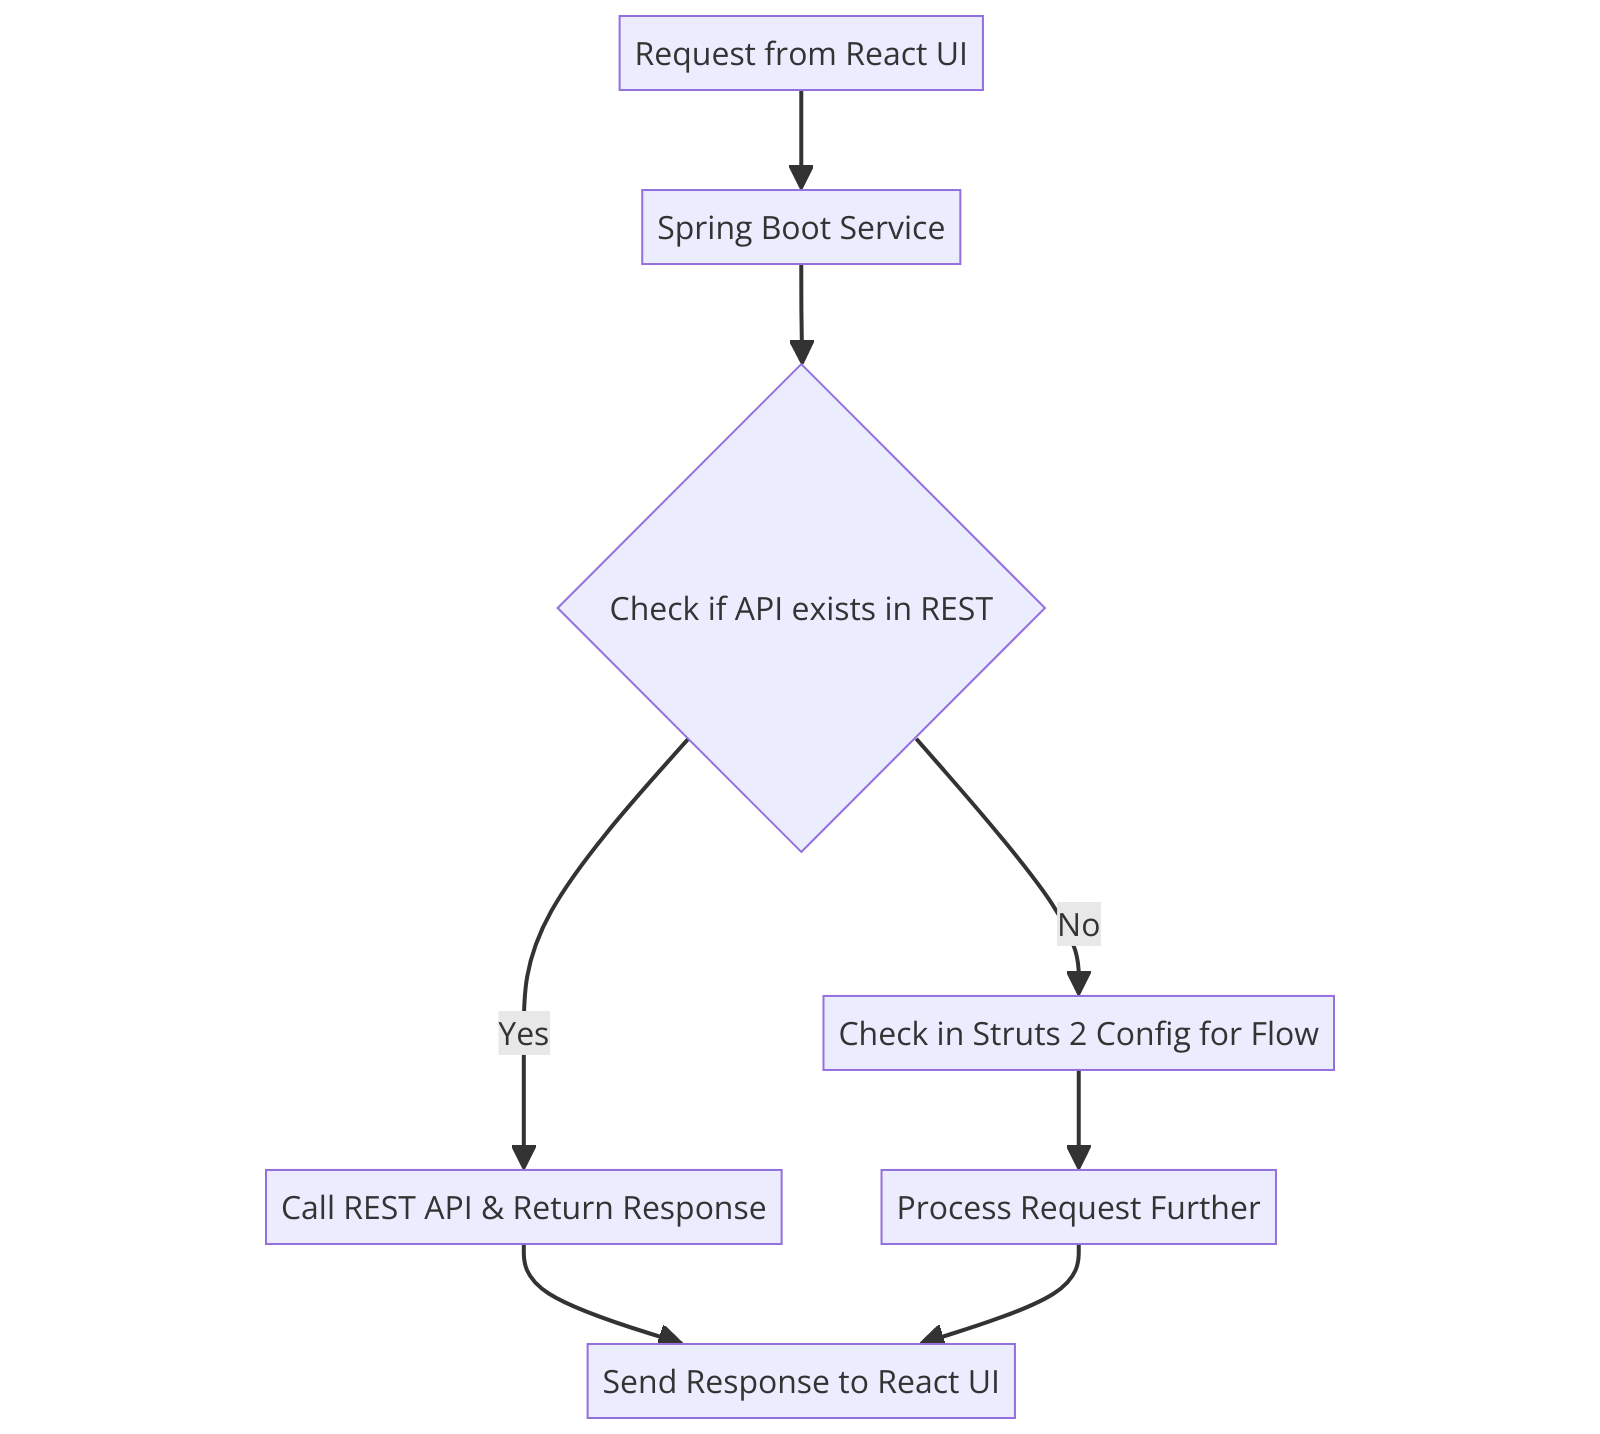 Request from React UI
Spring Boot Service
Check if API exists in REST
No
Yes
Check in Struts 2 Config for Flow
Call REST API & Return Response
Process Request Further
Send Response to React UI